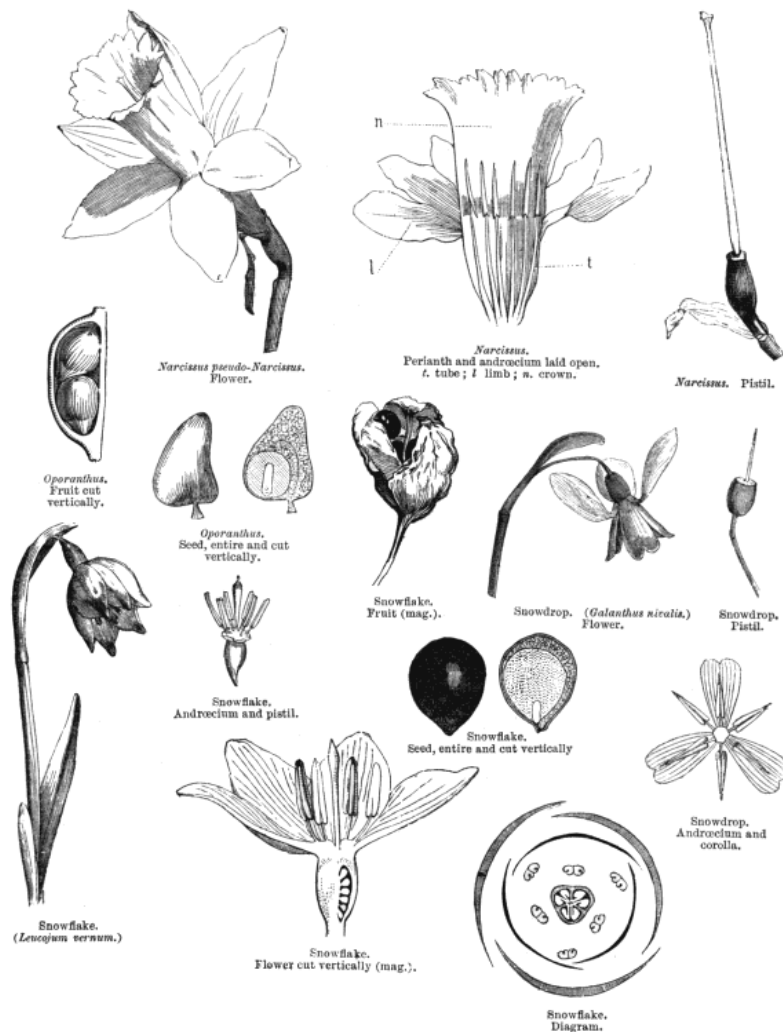 n
l
t
Narcissus pseudo-Narcissus.
Flower.
Narcissus.
Perianth and andrœcium laid open.
t. tube; l limb; n. crown.
Narcissus. Pistil.
Oporanthus.
Fruit cut
vertically.
Oporanthus.
Seed, entire and cut
vertically.
Snowflake.
Fruit (mag.).
Snowdrop. (Galanthus nivalis.)
Flower.
Snowdrop.
Pistil.
Snowflake.
Andrœcium and pistil.
Snowflake.
Seed, entire and cut vertically
Snowdrop.
Andrœcium and
corolla.
Snowflake.
(Leucojum vernum.)
Snowflake.
Flower cut vertically (mag.).
Snowflake.
Diagram.